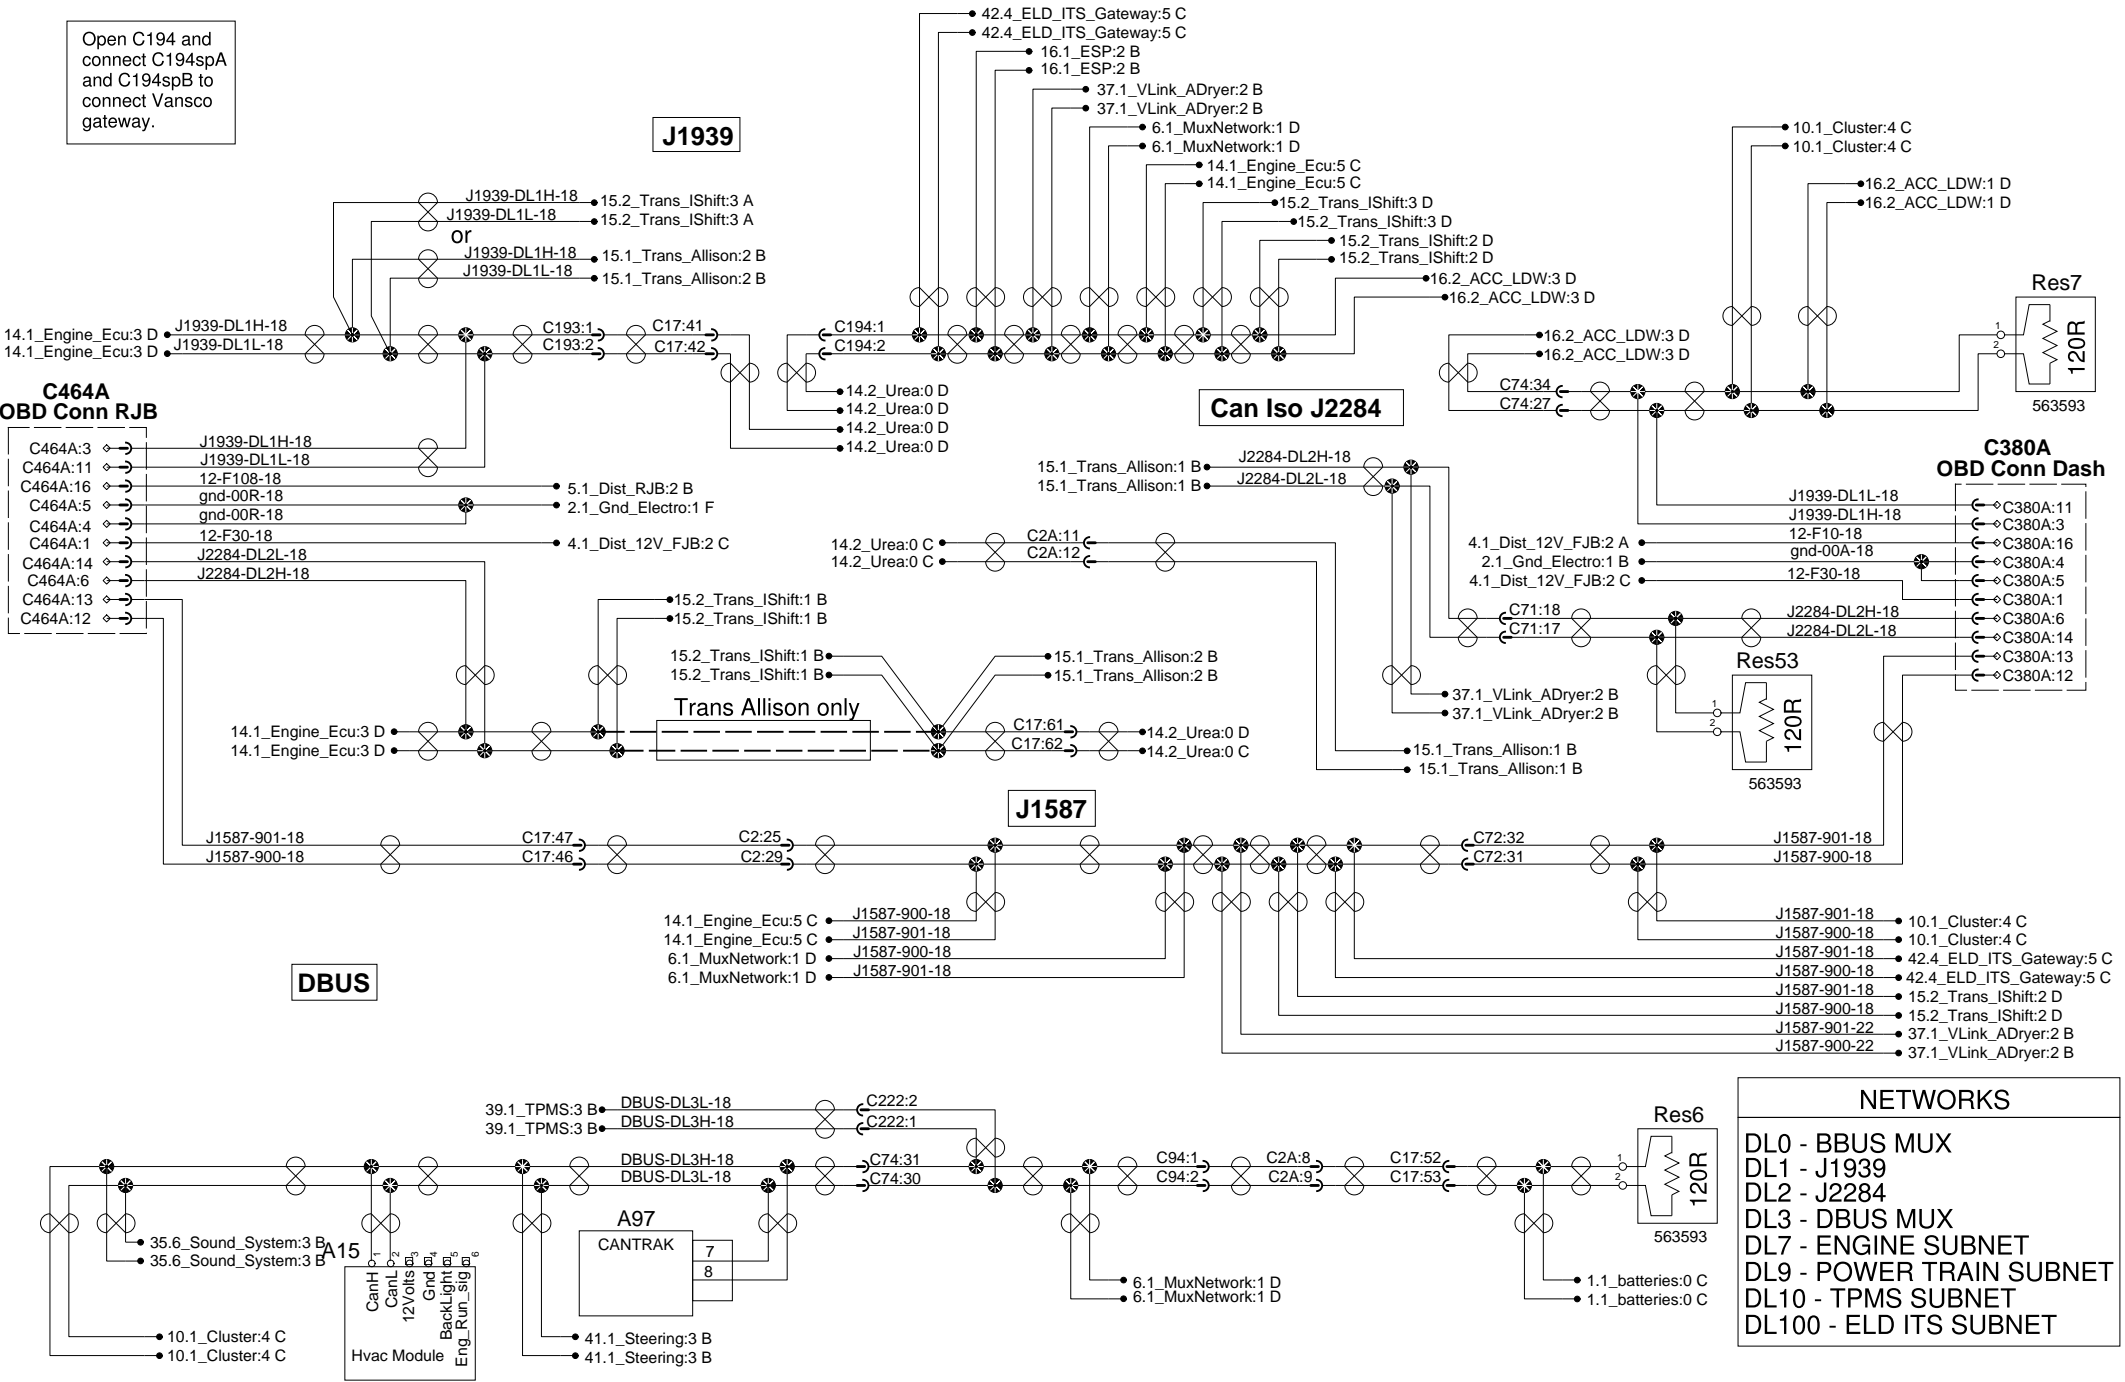 Open C194 and
connect C194spA
and C194spB to
connect Vansco
gateway.
J1939
42.4_ELD_ITS_Gateway:5 C
42.4_ELD_ITS_Gateway:5 C
16.1_ESP:2 B
16.1_ESP:2 B
37.1_VLink_ADryer:2 B
37.1_VLink_ADryer:2 B
6.1_MuxNetwork:1 D
6.1_MuxNetwork:1 D
14.1_Engine_Ecu:5 C
14.1_Engine_Ecu:5 C
15.2_Trans_IShift:3 D
15.2_Trans_IShift:3 D
15.2_Trans_IShift:2 D
15.2_Trans_IShift:2 D
16.2_ACC_LDW:3 D
16.2_ACC_LDW:3 D
10.1_Cluster:4 C
10.1_Cluster:4 C
16.2_ACC_LDW:1 D
16.2_ACC_LDW:1 D
J1939-DL1H-18 15.2_Trans_IShift:3 A
J1939-DL1L-18 15.2_Trans_IShift:3 A
or
J1939-DL1H-18 15.1_Trans_Allison:2 B
J1939-DL1L-18 15.1_Trans_Allison:2 B
14.1_Engine_Ecu:3 D J1939-DL1H-18 C193:1 C17:41 C194:1
14.1_Engine_Ecu:3 D J1939-DL1L-18 C193:2 C17:42 C194:2
14.2_Urea:0 D
14.2_Urea:0 D
14.2_Urea:0 D
14.2_Urea:0 D
16.2_ACC_LDW:3 D
16.2_ACC_LDW:3 D
C74:34
C74:27
Res7
1
2
120R
563593
C464A
OBD Conn RJB
C464A:3 J1939-DL1H-18
C464A:11 J1939-DL1L-18
C464A:16 12-F108-18 5.1_Dist_RJB:2 B
C464A:5 gnd-00R-18 2.1_Gnd_Electro:1 F
C464A:4 gnd-00R-18
C464A:1 12-F30-18 4.1_Dist_12V_FJB:2 C
C464A:14 J2284-DL2L-18
C464A:6 J2284-DL2H-18
C464A:13
C464A:12
Can Iso J2284
15.1_Trans_Allison:1 B J2284-DL2H-18
15.1_Trans_Allison:1 B J2284-DL2L-18
14.2_Urea:0 C C2A:11
14.2_Urea:0 C C2A:12
C380A
OBD Conn Dash
J1939-DL1L-18 C380A:11
J1939-DL1H-18 C380A:3
4.1_Dist_12V_FJB:2 A 12-F10-18 C380A:16
2.1_Gnd_Electro:1 B gnd-00A-18 C380A:4
4.1_Dist_12V_FJB:2 C 12-F30-18 C380A:5
C380A:1
C71:18 J2284-DL2H-18 C380A:6
C71:17 J2284-DL2L-18 C380A:14
C380A:13
C380A:12
15.2_Trans_IShift:1 B
15.2_Trans_IShift:1 B
15.2_Trans_IShift:1 B 15.1_Trans_Allison:2 B
15.2_Trans_IShift:1 B 15.1_Trans_Allison:2 B
Trans Allison only
14.1_Engine_Ecu:3 D C17:61 14.2_Urea:0 D
14.1_Engine_Ecu:3 D C17:62 14.2_Urea:0 C
37.1_VLink_ADryer:2 B
37.1_VLink_ADryer:2 B
15.1_Trans_Allison:1 B
15.1_Trans_Allison:1 B
Res53
1
2
120R
563593
J1587
J1587-901-18 C17:47 C2:25 C72:32 J1587-901-18
J1587-900-18 C17:46 C2:29 C72:31 J1587-900-18
14.1_Engine_Ecu:5 C J1587-900-18
14.1_Engine_Ecu:5 C J1587-901-18
6.1_MuxNetwork:1 D J1587-900-18
6.1_MuxNetwork:1 D J1587-901-18
J1587-901-18 10.1_Cluster:4 C
J1587-900-18 10.1_Cluster:4 C
J1587-901-18 42.4_ELD_ITS_Gateway:5 C
J1587-900-18 42.4_ELD_ITS_Gateway:5 C
J1587-901-18 15.2_Trans_IShift:2 D
J1587-900-18 15.2_Trans_IShift:2 D
J1587-901-22 37.1_VLink_ADryer:2 B
J1587-900-22 37.1_VLink_ADryer:2 B
DBUS
39.1_TPMS:3 B DBUS-DL3L-18 C222:2
39.1_TPMS:3 B DBUS-DL3H-18 C222:1
DBUS-DL3H-18 C74:31 C94:1 C2A:8 C17:52
DBUS-DL3L-18 C74:30 C94:2 C2A:9 C17:53
Res6
1
2
120R
563593
35.6_Sound_System:3 B
35.6_Sound_System:3 B
10.1_Cluster:4 C
10.1_Cluster:4 C
A15
1 2 3 4 5 6
CanH
CanL
12Volts
Gnd
BackLight
Eng_Run_sig
Hvac Module
A97
CANTRAK
7
8
41.1_Steering:3 B
41.1_Steering:3 B
6.1_MuxNetwork:1 D
6.1_MuxNetwork:1 D
1.1_batteries:0 C
1.1_batteries:0 C
NETWORKS
DL0 - BBUS MUX
DL1 - J1939
DL2 - J2284
DL3 - DBUS MUX
DL7 - ENGINE SUBNET
DL9 - POWER TRAIN SUBNET
DL10 - TPMS SUBNET
DL100 - ELD ITS SUBNET